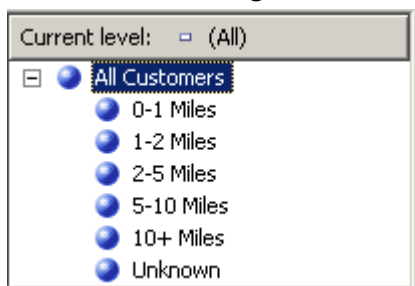 Current level: (All)
All Customers
0-1 Miles
1-2 Miles
2-5 Miles
5-10 Miles
10+ Miles
Unknown